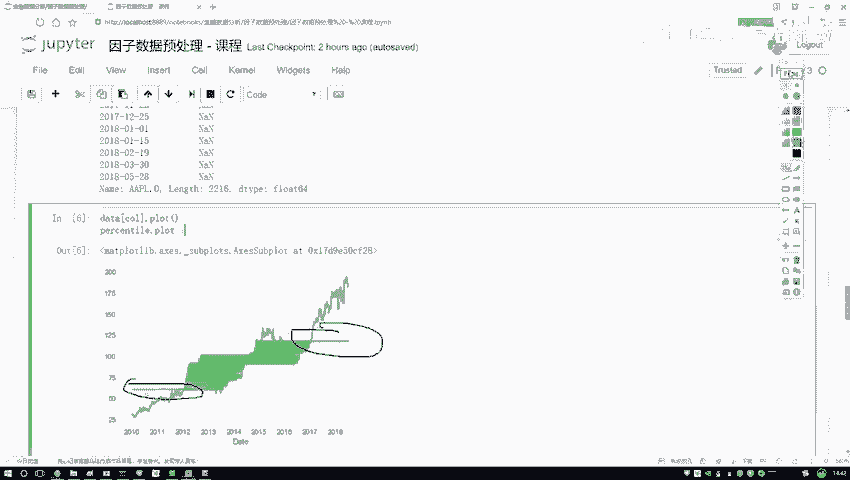 jupyter 因子数据预处理 - 课程 Last Checkpoint: 2 hours ago (autosaved)
Logout
File Edit View Insert Cell Kernel Widgets Help
Trusted
Code
2017-12-25 NaN
2018-01-01 NaN
2018-01-15 NaN
2018-02-19 NaN
2018-03-30 NaN
2018-05-28 NaN
Name: AAPL.O, Length: 2216, dtype: float64
In [6]: data[col].plot()
percentile.plot
Out[6]: <matplotlib.axes._subplots.AxesSubplot at 0x17d9e50cf28>
200
175
150
125
100
75
50
25
2010 2011 2012 2013 2014 2015 2016 2017 2018
Date
14:42